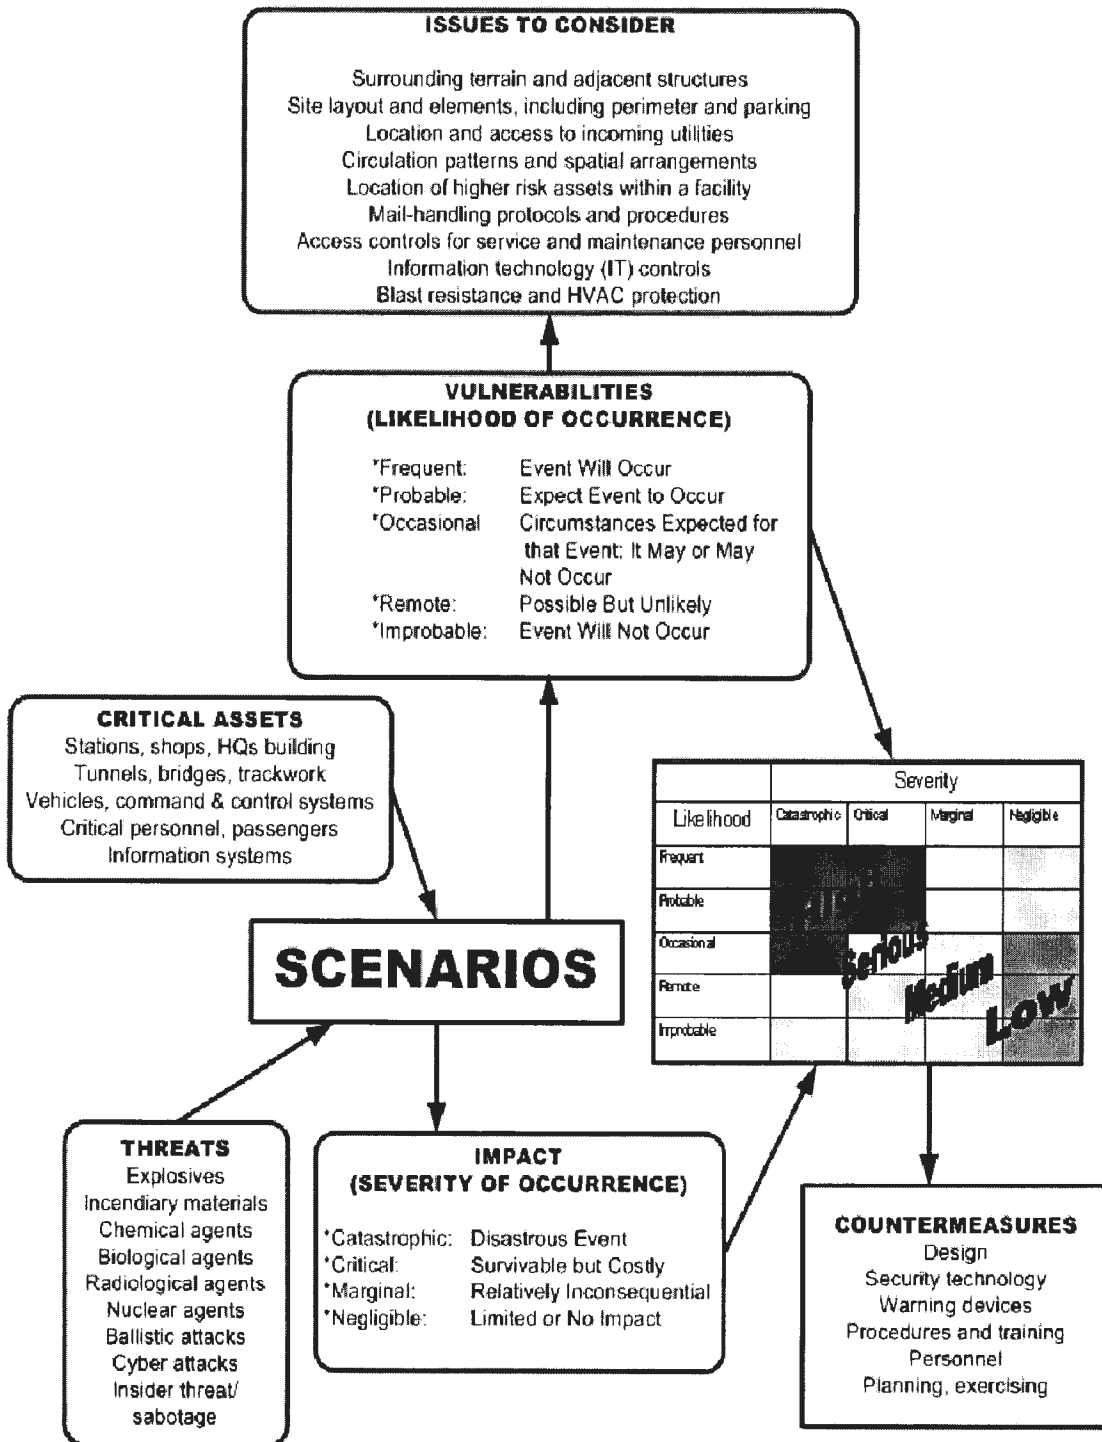 ISSUES TO CONSIDER
Surrounding terrain and adjacent structures
Site layout and elements, including perimeter and parking
Location and access to incoming utilities
Circulation patterns and spatial arrangements
Location of higher risk assets within a facility
Mail-handling protocols and procedures
Access controls for service and maintenance personnel
Information technology (IT) controls
Blast resistance and HVAC protection
VULNERABILITIES
(LIKELIHOOD OF OCCURRENCE)
*Frequent: Event Will Occur
*Probable: Expect Event to Occur
*Occasional Circumstances Expected for
that Event; It May or May
Not Occur
*Remote: Possible But Unlikely
*Improbable: Event Will Not Occur
CRITICAL ASSETS
Stations, shops, HQs building
Tunnels, bridges, trackwork
Vehicles, command & control systems
Critical personnel, passengers
Information systems
SCENARIOS
Severity
Likelihood Catastrophic Critical Marginal Negligible
Frequent
Probable
Occasional
Remote
Improbable
Serious
Medium
Low
THREATS
Explosives
Incendiary materials
Chemical agents
Biological agents
Radiological agents
Nuclear agents
Ballistic attacks
Cyber attacks
Insider threat/
sabotage
IMPACT
(SEVERITY OF OCCURRENCE)
*Catastrophic: Disastrous Event
*Critical: Survivable but Costly
*Marginal: Relatively Inconsequential
*Negligible: Limited or No Impact
COUNTERMEASURES
Design
Security technology
Warning devices
Procedures and training
Personnel
Planning, exercising